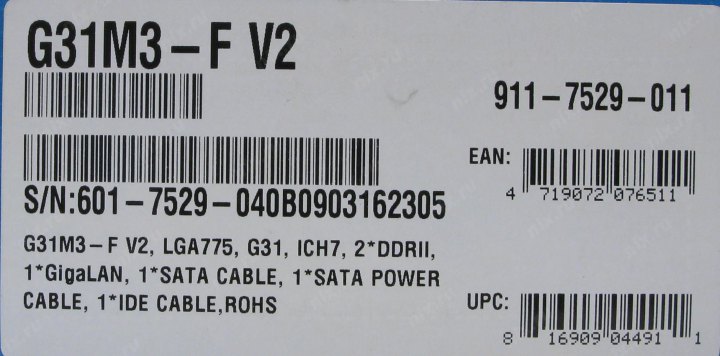 G31M3-F V2
911-7529-011
EAN:
4 719072 076511
S/N:601-7529-040B0903162305
G31M3-F V2, LGA775, G31, ICH7, 2*DDRII,
1*GigaLAN, 1*SATA CABLE, 1*SATA POWER
CABLE, 1*IDE CABLE,ROHS
UPC:
8 16909 04491 1